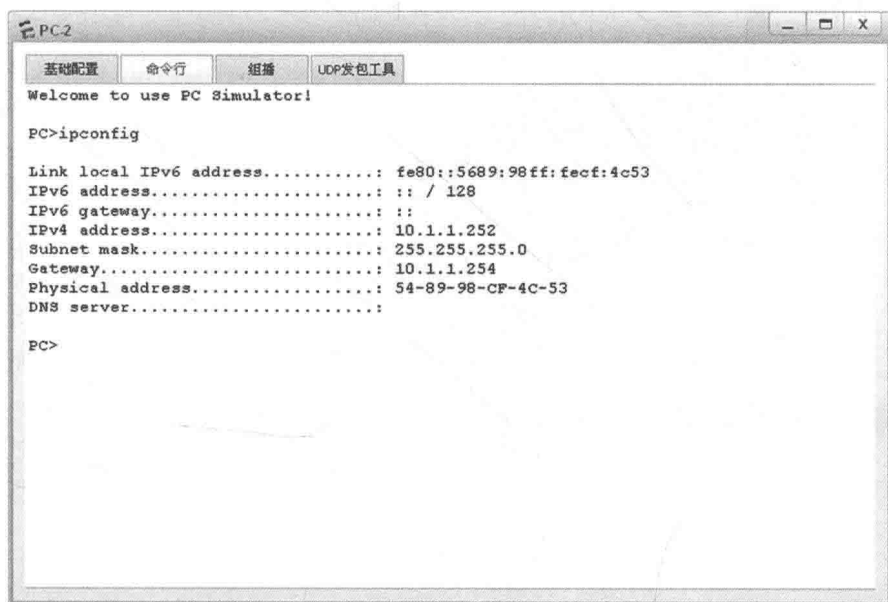 PC-2
基础配置 命令行 组播 UDP发包工具
Welcome to use PC Simulator!
PC>ipconfig
Link local IPv6 address...........: fe80::5689:98ff:fecf:4c53
IPv6 address......................: :: / 128
IPv6 gateway......................: ::
IPv4 address......................: 10.1.1.252
Subnet mask.......................: 255.255.255.0
Gateway...........................: 10.1.1.254
Physical address..................: 54-89-98-CF-4C-53
DNS server........................:
PC>